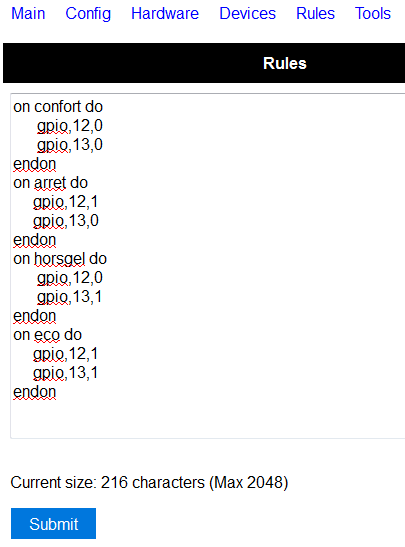 Main Config Hardware Devices Rules Tools
Rules
on confort do
gpio,12,0
gpio,13,0
endon
on arret do
gpio,12,1
gpio,13,0
endon
on horsgel do
gpio,12,0
gpio,13,1
endon
on eco do
gpio,12,1
gpio,13,1
endon
Current size: 216 characters (Max 2048)
Submit